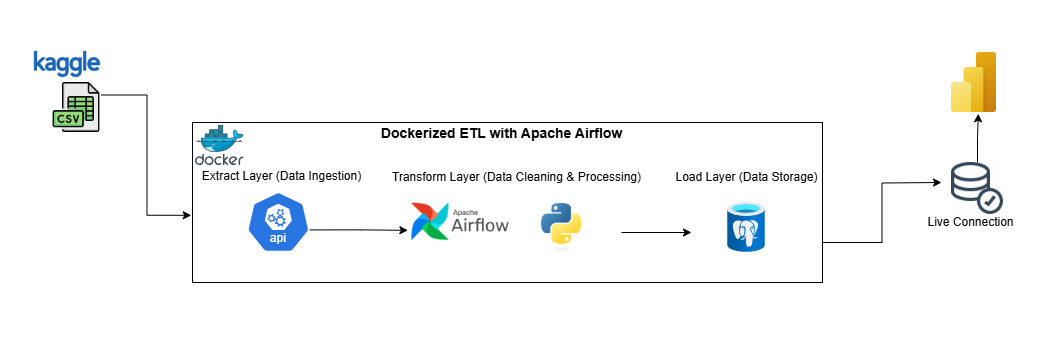 kaggle
CSV
Dockerized ETL with Apache Airflow
docker
Extract Layer (Data Ingestion)
Transform Layer (Data Cleaning & Processing)
Load Layer (Data Storage)
api
Apache
Airflow
Live Connection